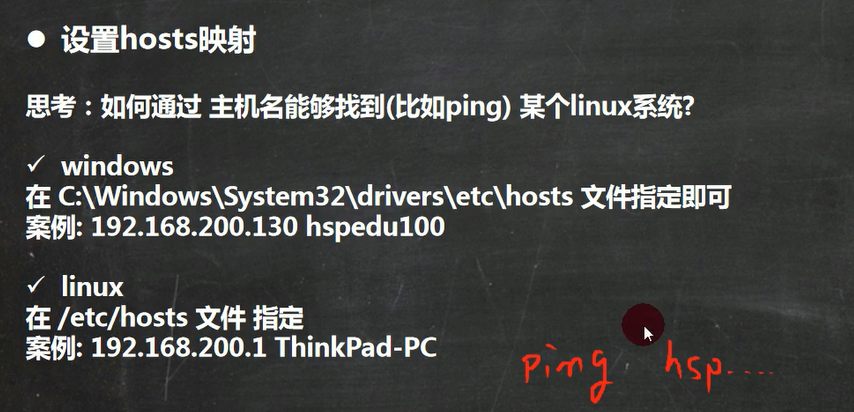 ● 设置hosts映射
思考：如何通过 主机名能够找到(比如ping) 某个linux系统?
✓ windows
在 C:\Windows\System32\drivers\etc\hosts 文件指定即可
案例: 192.168.200.130 hspedu100
✓ linux
在 /etc/hosts 文件 指定
案例: 192.168.200.1 ThinkPad-PC
ping hsp....